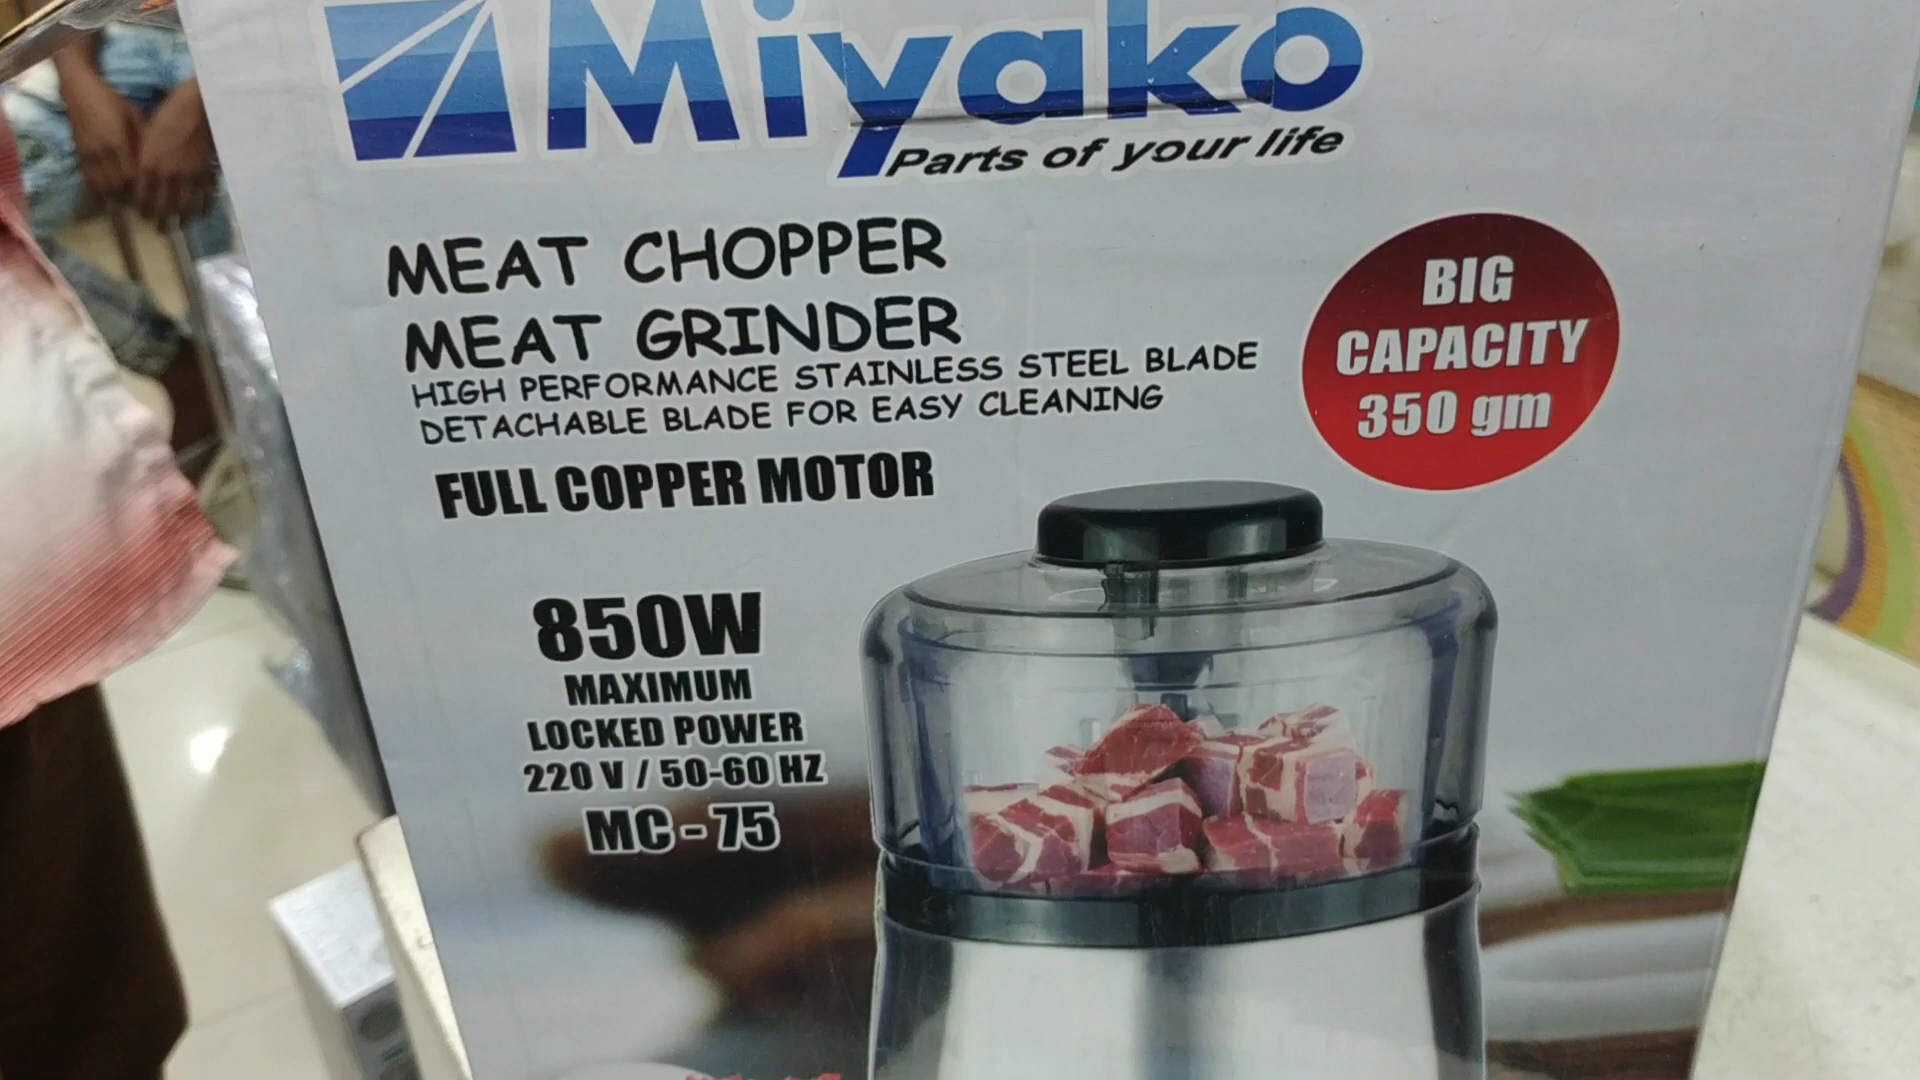 Miyako
Parts of your life
MEAT CHOPPER
MEAT GRINDER
HIGH PERFORMANCE STAINLESS STEEL BLADE
DETACHABLE BLADE FOR EASY CLEANING
FULL COPPER MOTOR
BIG
CAPACITY
350 gm
850W
MAXIMUM
LOCKED POWER
220 V / 50-60 HZ
MC - 75